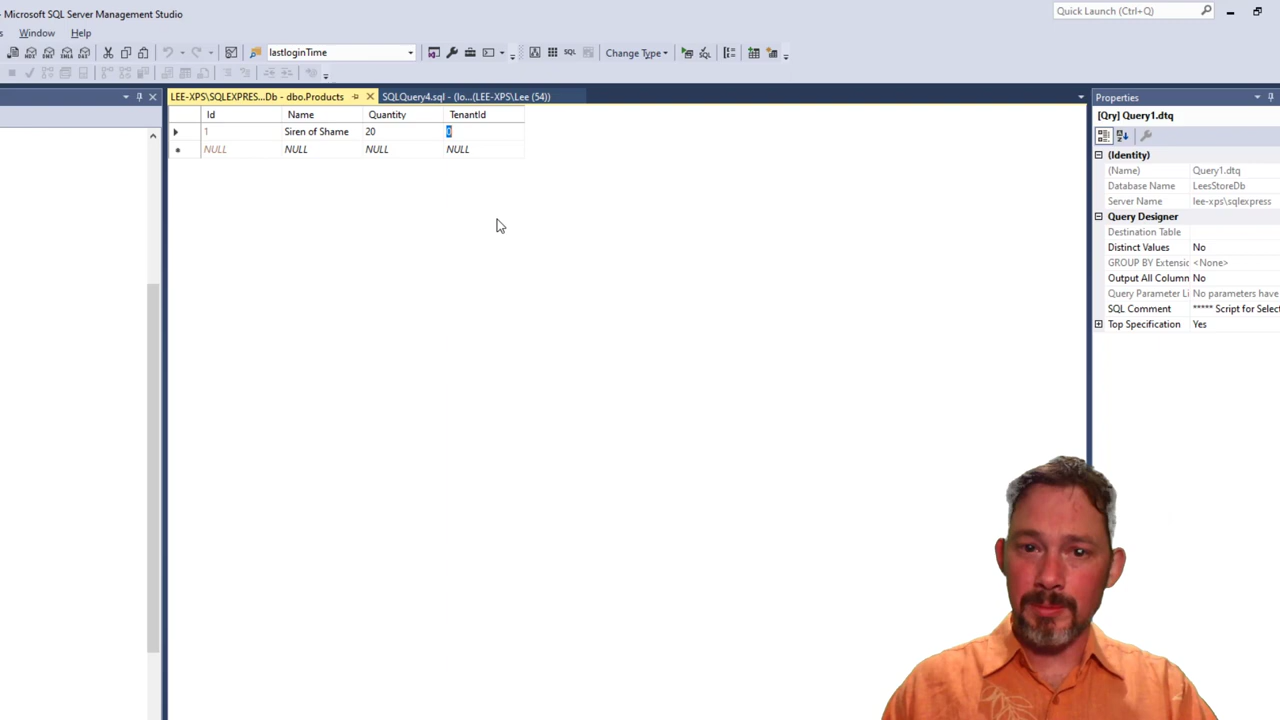 - Microsoft SQL Server Management Studio
Quick Launch (Ctrl+Q)
Window Help
lastloginTime
SQL
Change Type
LEE-XPS\SQLEXPRES...Db - dbo.Products
SQLQuery4.sql - (lo...(LEE-XPS\Lee (54))
Properties
Id Name Quantity TenantId
1 Siren of Shame 20 0
NULL NULL NULL NULL
[Qry] Query1.dtq
(Identity)
(Name) Query1.dtq
Database Name LeesStoreDb
Server Name lee-xps\sqlexpress
Query Designer
Destination Table
Distinct Values No
GROUP BY Extensic <None>
Output All Column No
Query Parameter Li No parameters have
SQL Comment ***** Script for Select
Top Specification Yes